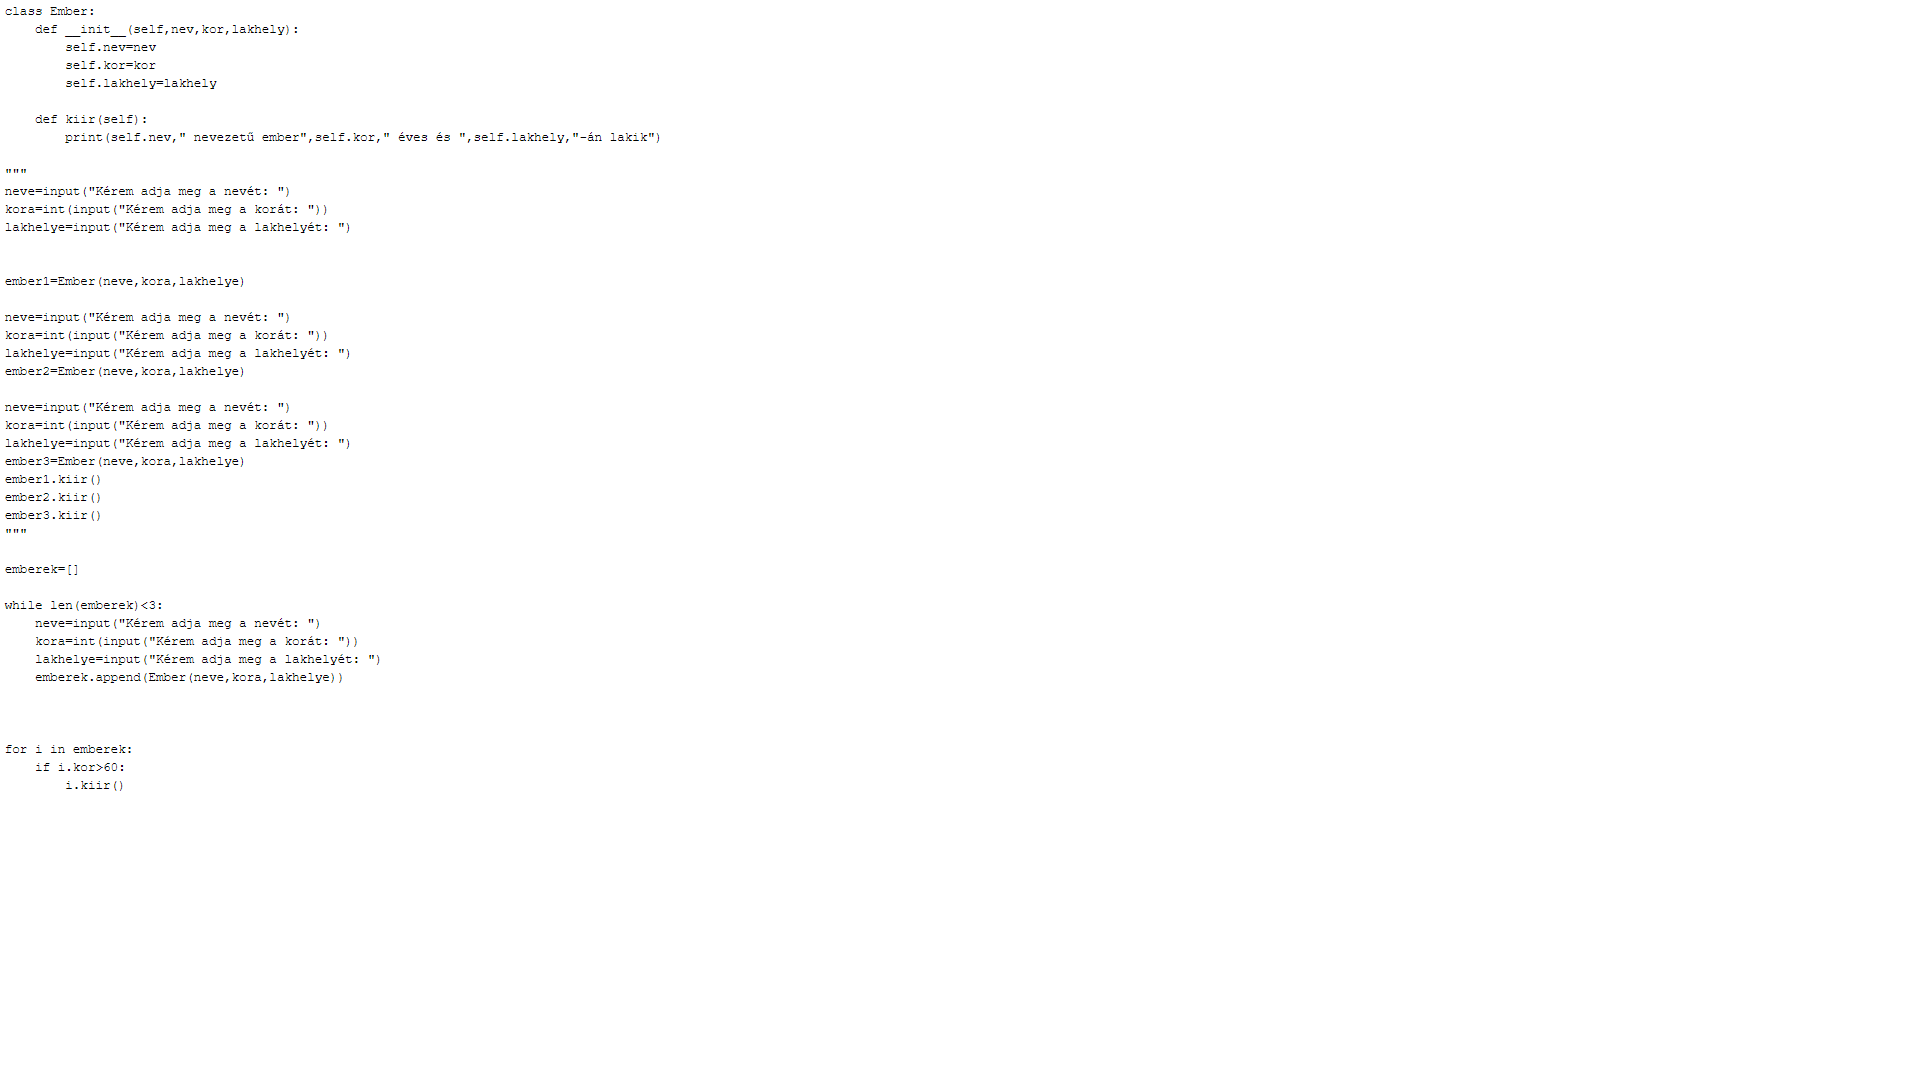 class Ember:
    def __init__(self,nev,kor,lakhely):
        self.nev=nev
        self.kor=kor
        self.lakhely=lakhely

    def kiir(self):
        print(self.nev," nevezetű ember",self.kor," éves és ",self.lakhely,"-án lakik")

"""
neve=input("Kérem adja meg a nevét: ")
kora=int(input("Kérem adja meg a korát: "))
lakhelye=input("Kérem adja meg a lakhelyét: ")


ember1=Ember(neve,kora,lakhelye)

neve=input("Kérem adja meg a nevét: ")
kora=int(input("Kérem adja meg a korát: "))
lakhelye=input("Kérem adja meg a lakhelyét: ")
ember2=Ember(neve,kora,lakhelye)

neve=input("Kérem adja meg a nevét: ")
kora=int(input("Kérem adja meg a korát: "))
lakhelye=input("Kérem adja meg a lakhelyét: ")
ember3=Ember(neve,kora,lakhelye)
ember1.kiir()
ember2.kiir()
ember3.kiir()
"""

emberek=[]

while len(emberek)<3:
    neve=input("Kérem adja meg a nevét: ")
    kora=int(input("Kérem adja meg a korát: "))
    lakhelye=input("Kérem adja meg a lakhelyét: ")
    emberek.append(Ember(neve,kora,lakhelye))



for i in emberek:
    if i.kor>60:
        i.kiir()